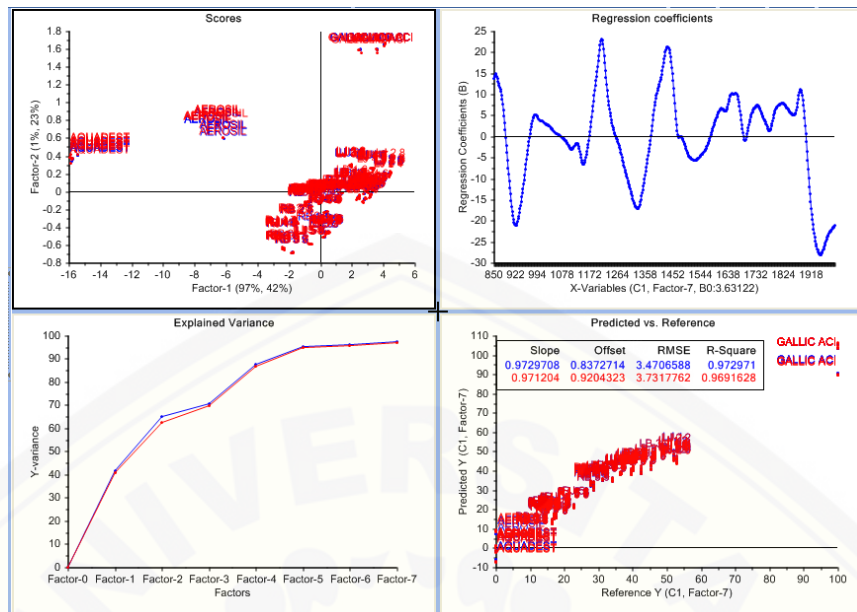 Scores
1.8
1.6
1.4
1.2
1
0.8
0.6
0.4
0.2
0
-0.2
-0.4
-0.6
-0.8
Factor-2 (1%, 23%)
GALLIC ACI
AEROSIL
AEROSIL
AQUADEST
AQUADEST
-16 -14 -12 -10 -8 -6 -4 -2 0 2 4 6
Factor-1 (97%, 42%)
Regression coefficients
25
20
15
10
5
0
-5
-10
-15
-20
-25
-30
Regression Coefficients (B)
850 922 994 1078 1172 1264 1358 1452 1544 1638 1732 1824 1918
X-Variables (C1, Factor-7, B0:3.63122)
Explained Variance
100
90
80
70
60
50
40
30
20
10
0
Y-variance
Factor-0 Factor-1 Factor-2 Factor-3 Factor-4 Factor-5 Factor-6 Factor-7
Factors
Predicted vs. Reference
110
100
90
80
70
60
50
40
30
20
10
0
-10
Predicted Y (C1, Factor-7)
Slope Offset RMSE R-Square
0.9729708 0.8372714 3.4706588 0.972971
0.971204 0.9204323 3.7317762 0.9691628
GALLIC ACI
GALLIC ACI
AQUADEST
0 10 20 30 40 50 60 70 80 90 100
Reference Y (C1, Factor-7)
UNIVERSIT